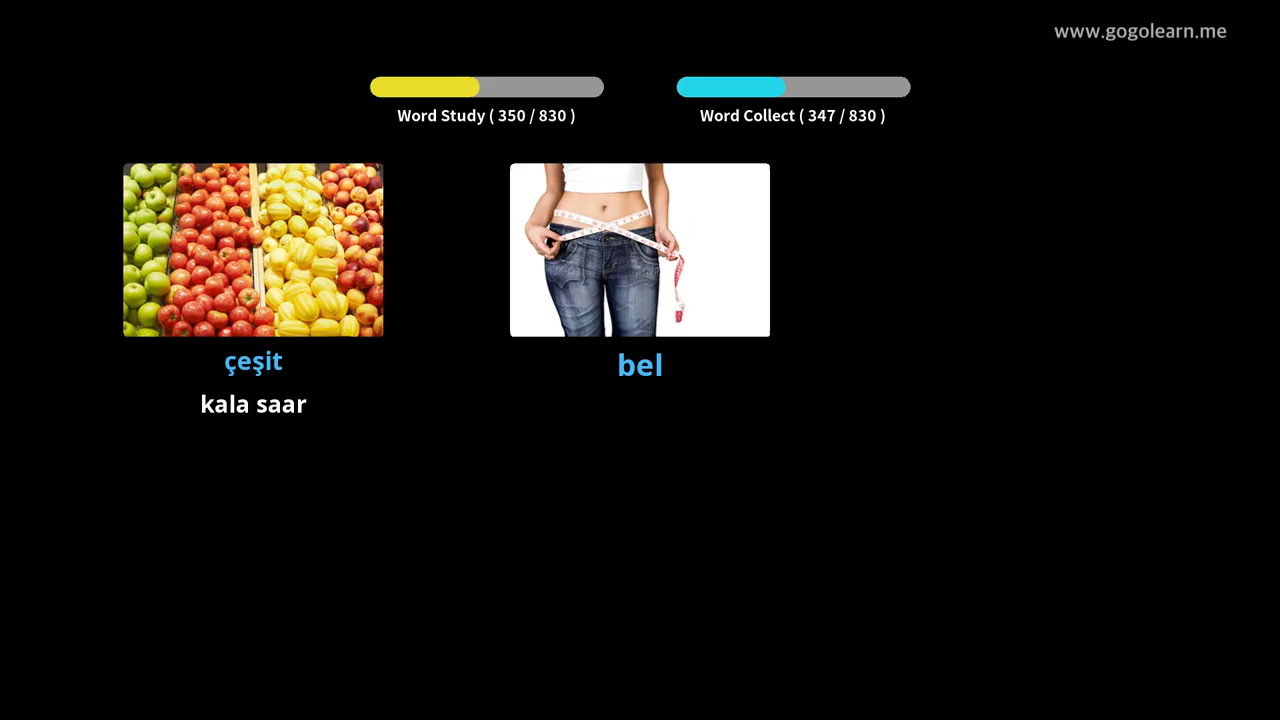 www.gogolearn.me
Word Study ( 350 / 830 )
Word Collect ( 347 / 830 )
çeşit
bel
kala saar